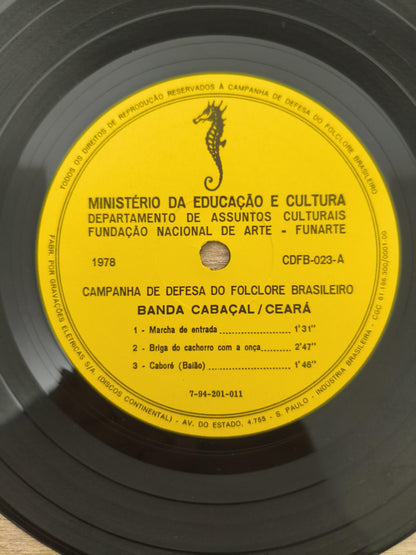 TODOS OS DIREITOS DE REPRODUÇÃO RESERVADOS À CAMPANHA DE DEFESA DO FOLCLORE BRASILEIRO
MINISTÉRIO DA EDUCAÇÃO E CULTURA
DEPARTAMENTO DE ASSUNTOS CULTURAIS
FUNDAÇÃO NACIONAL DE ARTE - FUNARTE
1978 CDFB-023-A
CAMPANHA DE DEFESA DO FOLCLORE BRASILEIRO
BANDA CABAÇAL/CEARÁ
1 - Marcha de entrada 1'31"
2 - Briga do cachorro com a onça 2'47"
3 - Caboré (Baião) 1'46"
7-94-201-011
FABR. POR GRAVAÇÕES ELÉTRICAS S/A. (DISCOS CONTINENTAL) - AV. DO ESTADO, 4.755 - S. PAULO - INDÚSTRIA BRASILEIRA - CGC 61.186.300/0001-00